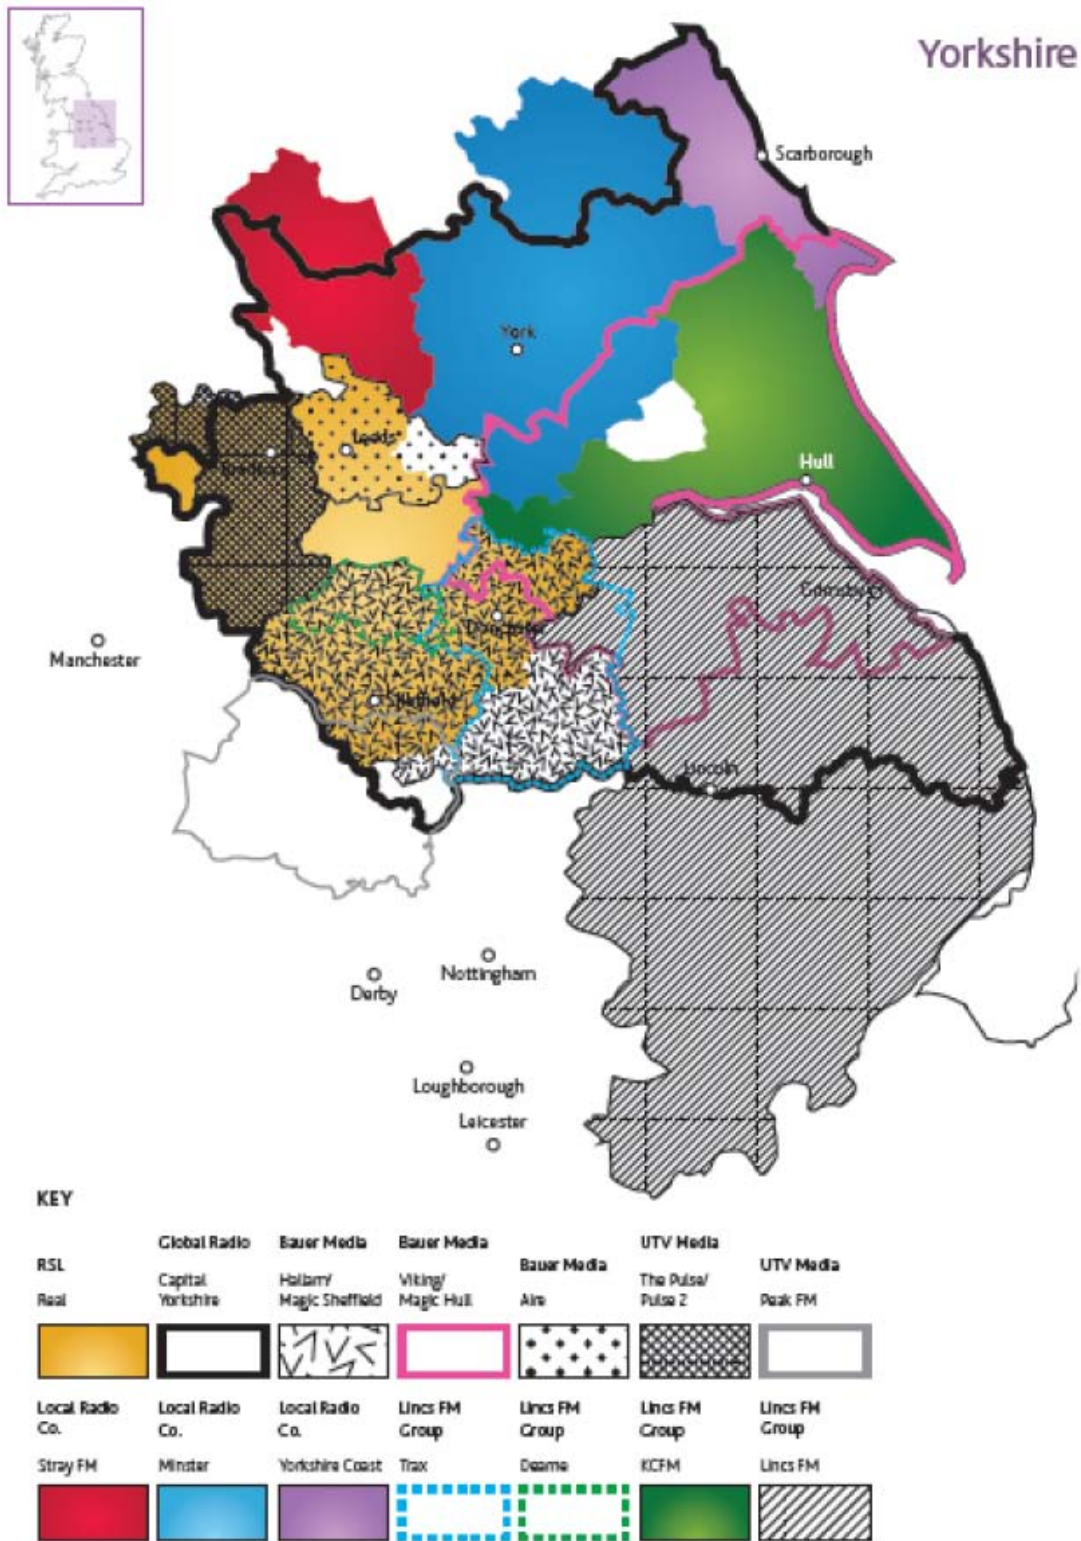 Yorkshire
Scarborough
York
Leeds
Hull
Grimsby
Manchester
Doncaster
Sheffield
Lincoln
Nottingham
Derby
Loughborough
Leicester
KEY
RSL
Real
Global Radio
Capital
Yorkshire
Bauer Media
Hallam/
Magic Sheffield
Bauer Media
Viking/
Magic Hull
Bauer Media
Aire
UTV Media
The Pulse/
Pulse 2
UTV Media
Peak FM
Local Radio
Co.
Stray FM
Local Radio
Co.
Minster
Local Radio
Co.
Yorkshire Coast
Lincs FM
Group
Trax
Lincs FM
Group
Dearne
Lincs FM
Group
KCFM
Lincs FM
Group
Lincs FM